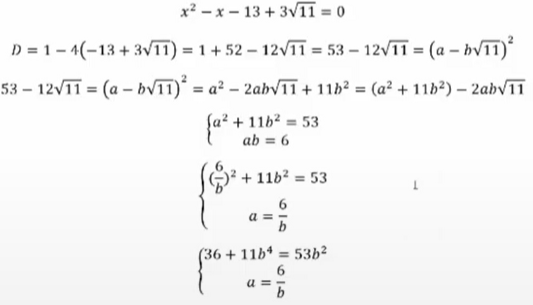 x² − x − 13 + 3√11 = 0
D = 1 − 4(−13 + 3√11) = 1 + 52 − 12√11 = 53 − 12√11 = (a − b√11)²
53 − 12√11 = (a − b√11)² = a² − 2ab√11 + 11b² = (a² + 11b²) − 2ab√11
{a² + 11b² = 53
ab = 6
{(6/b)² + 11b² = 53
a = 6/b
{36 + 11b⁴ = 53b²
a = 6/b